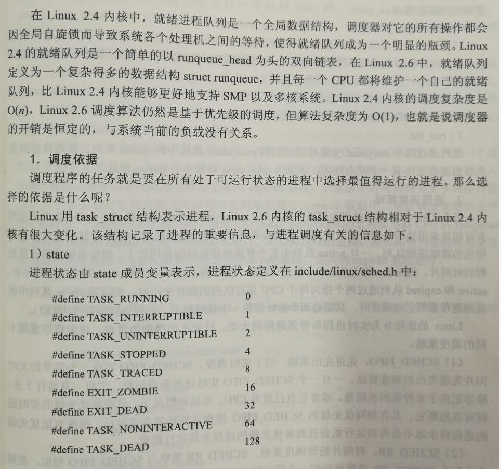 在 Linux 2.4 内核中，就绪进程队列是一个全局数据结构，调度器对它的所有操作都会
因全局自旋锁而导致系统各个处理机之间的等待，使得就绪队列成为一个明显的瓶颈。Linux
2.4 的就绪队列是一个简单的以 runqueue_head 为头的双向链表，在 Linux 2.6 中，就绪队列
定义为一个复杂得多的数据结构 struct runqueue，并且每一个 CPU 都将维护一个自己的就绪
队列，比 Linux 2.4 内核能够更好地支持 SMP 以及多核系统。Linux 2.4 内核的调度复杂度是
O(n)，Linux 2.6 调度算法仍然是基于优先级的调度，但算法复杂度为 O(1)，也就是说调度器
的开销是恒定的，与系统当前的负载没有关系。
1. 调度依据
调度程序的任务就是要在所有处于可运行状态的进程中选择最值得运行的进程。那么选
择的依据是什么呢？
Linux 用 task_struct 结构表示进程，Linux 2.6 内核的 task_struct 结构相对于 Linux 2.4 内
核有很大变化。该结构记录了进程的重要信息，与进程调度有关的信息如下。
1）state
进程状态由 state 成员变量表示，进程状态定义在 include/linux/sched.h 中：
#define TASK_RUNNING 0
#define TASK_INTERRUPTIBLE 1
#define TASK_UNINTERRUPTIBLE 2
#define TASK_STOPPED 4
#define TASK_TRACED 8
#define EXIT_ZOMBIE 16
#define EXIT_DEAD 32
#define TASK_NONINTERACTIVE 64
#define TASK_DEAD 128